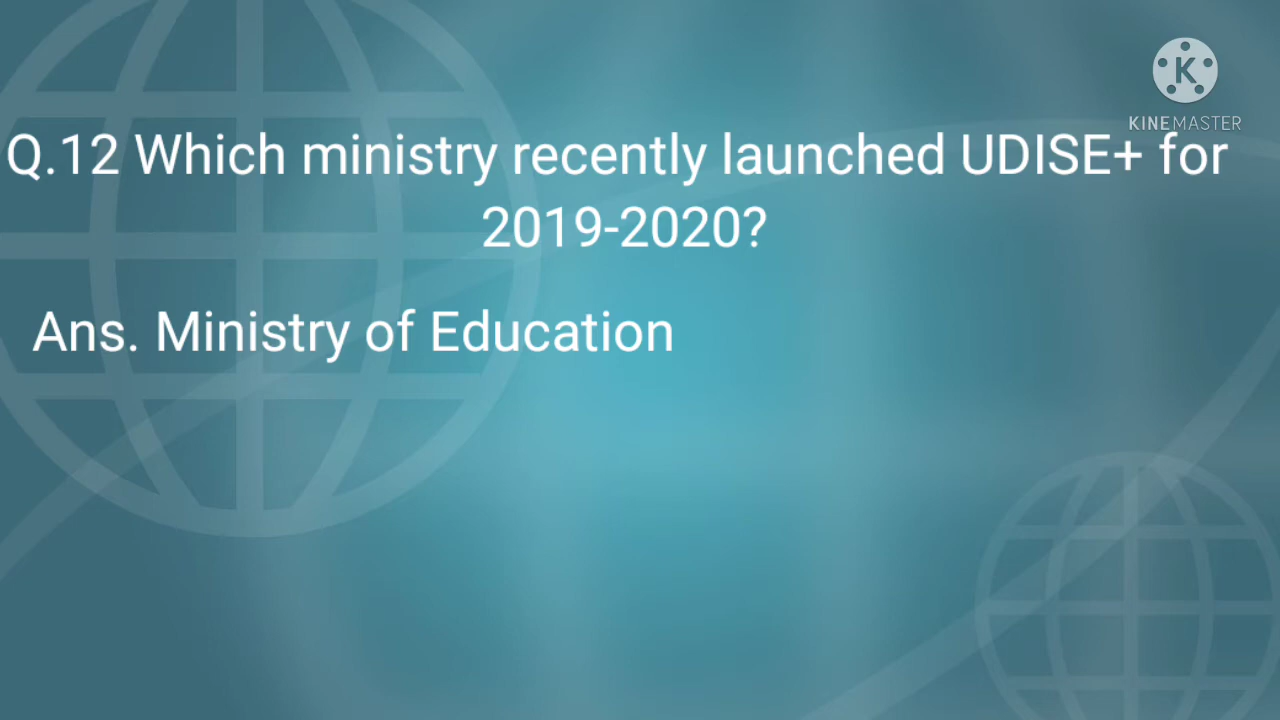 K
KINEMASTER
Q.12 Which ministry recently launched UDISE+ for
2019-2020?
Ans. Ministry of Education